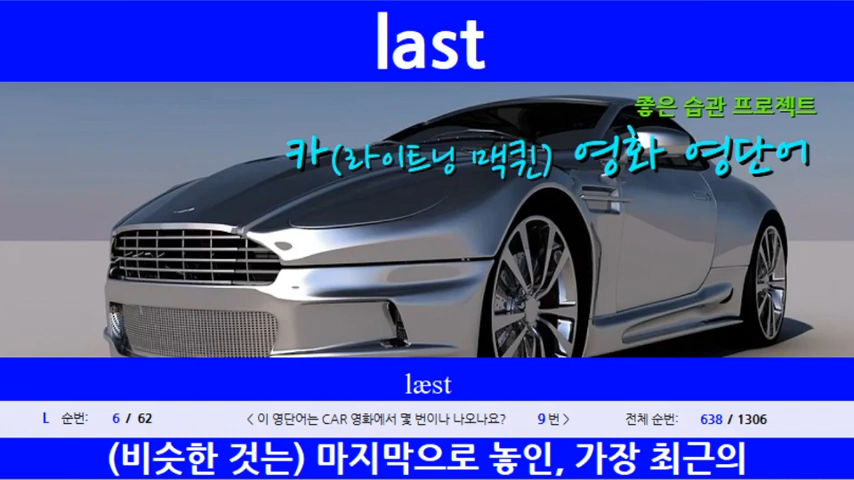 last
좋은 습관 프로젝트
카(라이트닝 맥퀸) 영화 영단어
læst
L 순번: 6 / 62 < 이 영단어는 CAR 영화에서 몇 번이나 나오나요? 9번 > 전체 순번: 638 / 1306
(비슷한 것는) 마지막으로 놓인, 가장 최근의